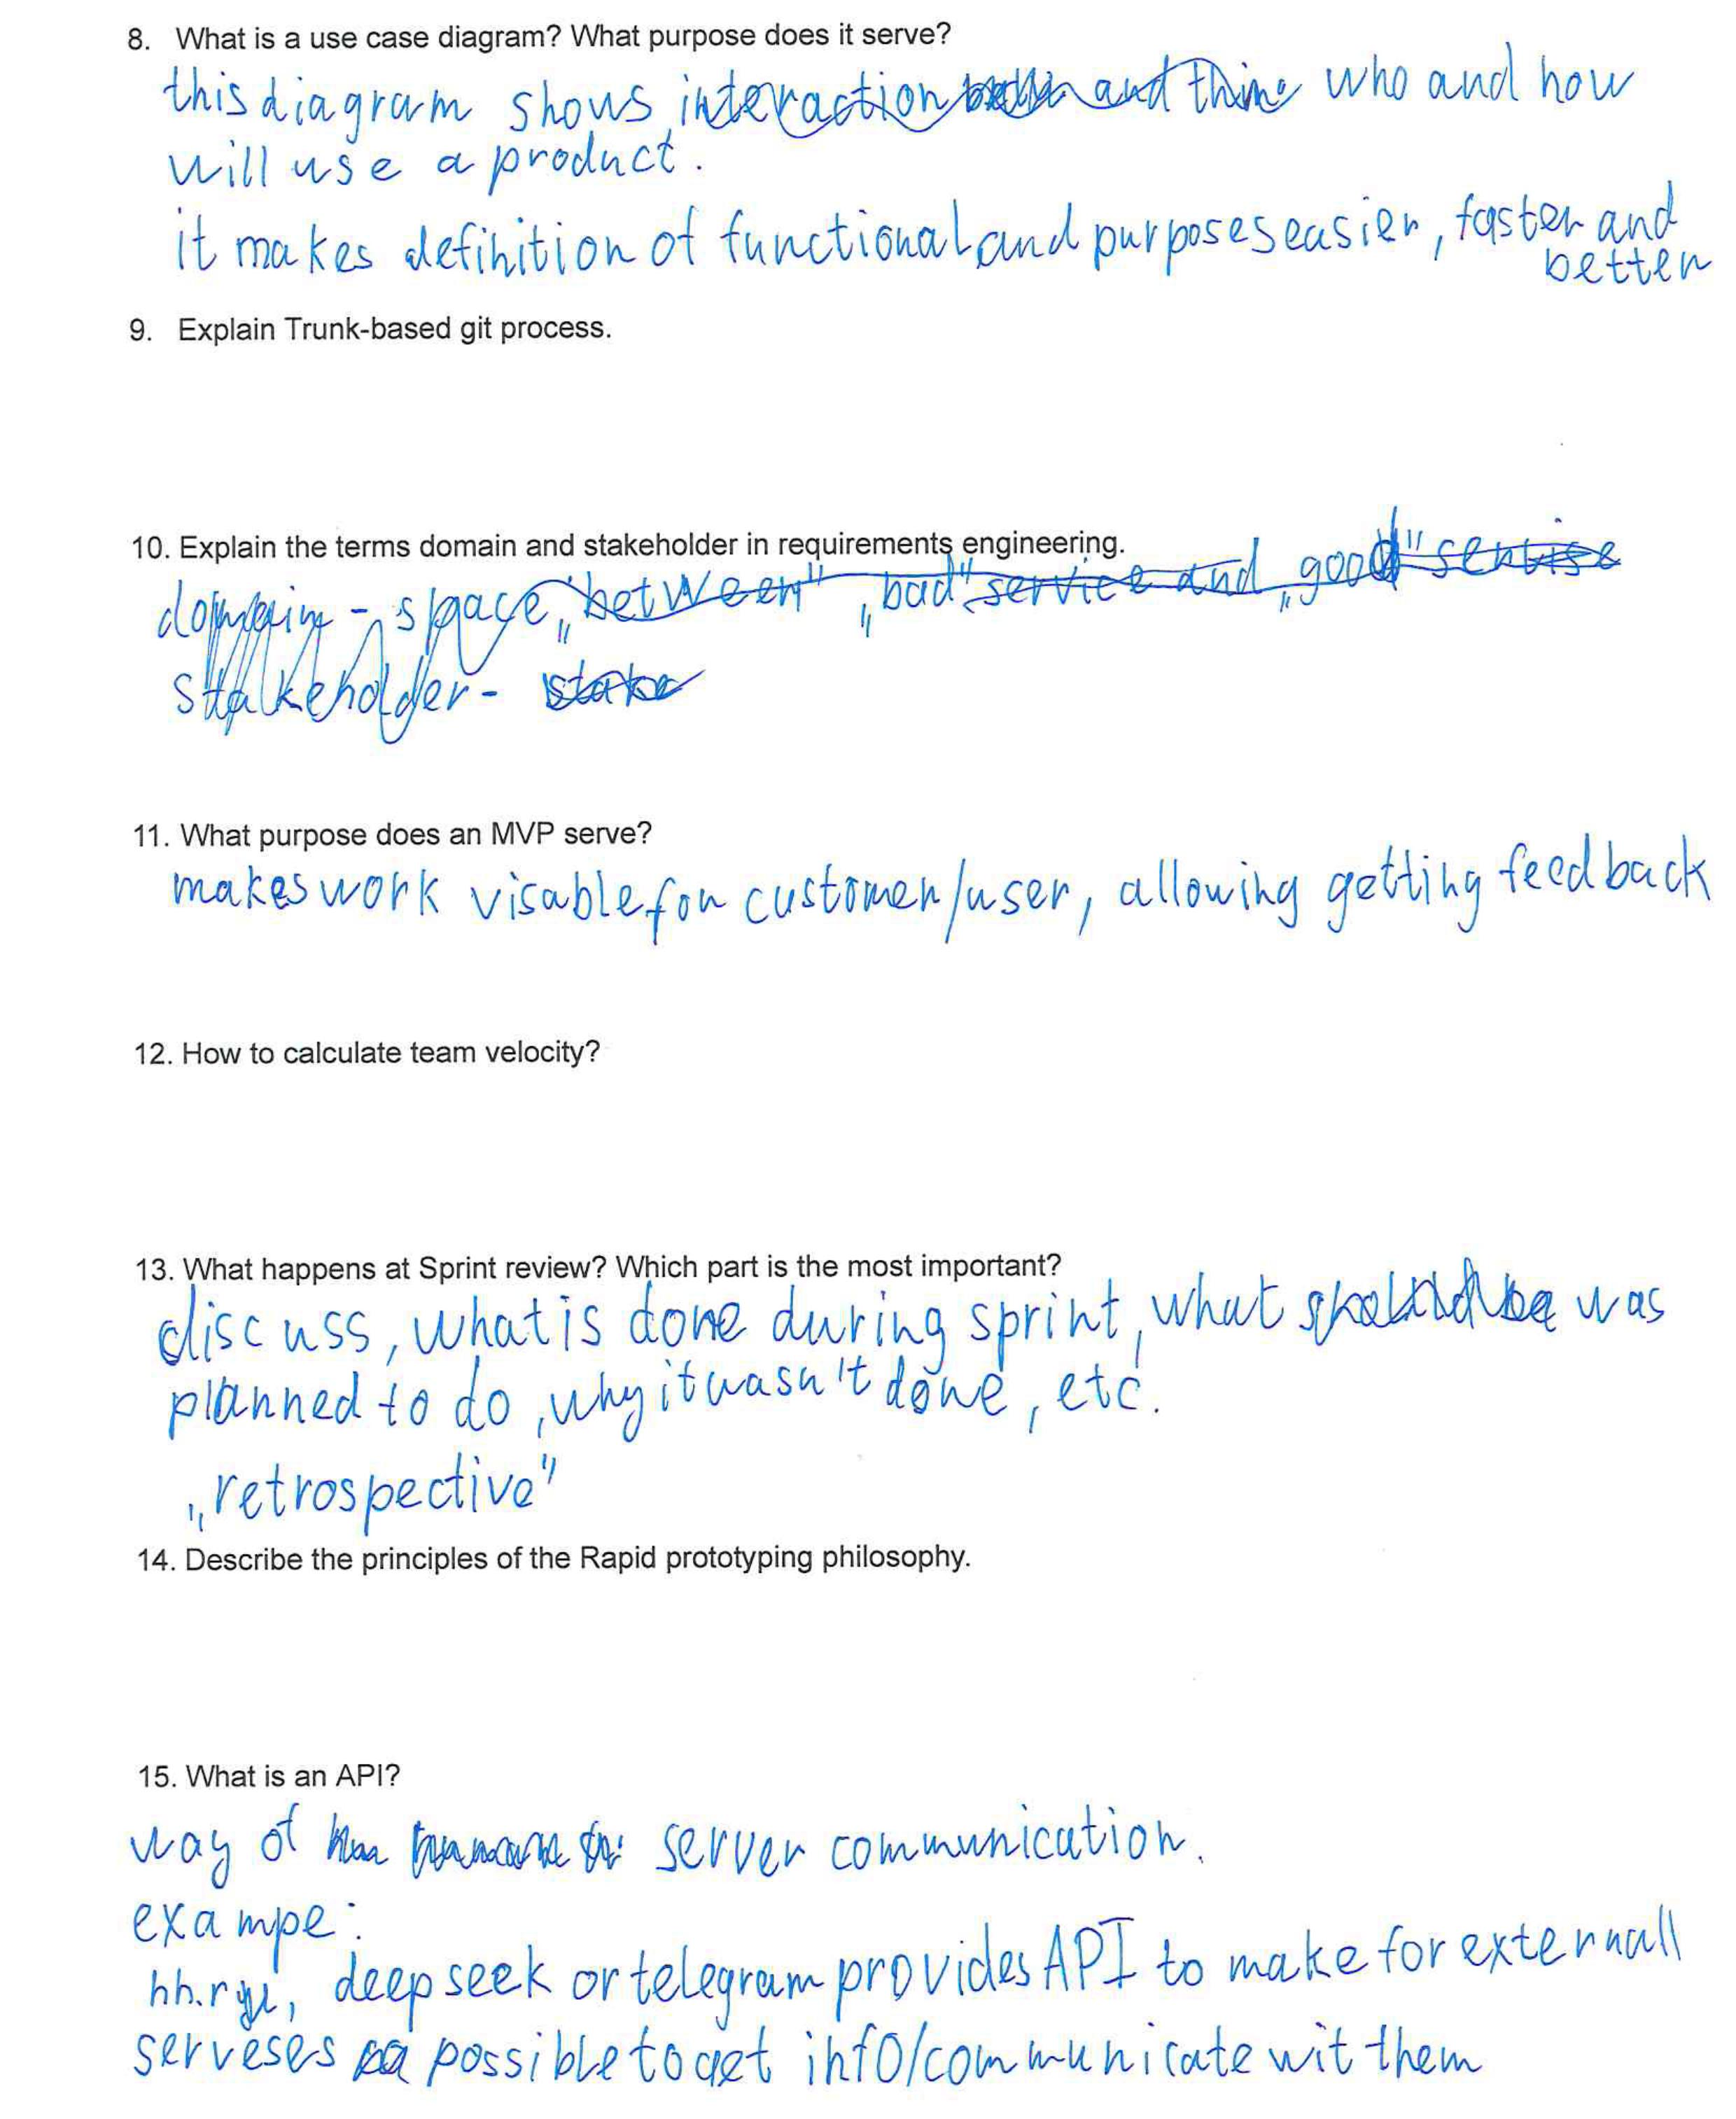 8. What is a use case diagram? What purpose does it serve?
this diagram shows interaction and thing who and how
will use a product.
it makes definition of functional and purposes easier, faster and
better
9. Explain Trunk-based git process.
10. Explain the terms domain and stakeholder in requirements engineering.
domain - space „between" „bad" service and „good" servise
stakeholder - stake
11. What purpose does an MVP serve?
makes work visable for customer/user, allowing getting feedback
12. How to calculate team velocity?
13. What happens at Sprint review? Which part is the most important?
discuss, what is done during sprint, what should be was
planned to do, why it wasn't done, etc.
„retrospective"
14. Describe the principles of the Rapid prototyping philosophy.
15. What is an API?
way of server communication.
exampe:
hh.ru, deepseek or telegram provides API to make for externall
serveses possible to get info/communicate wit them